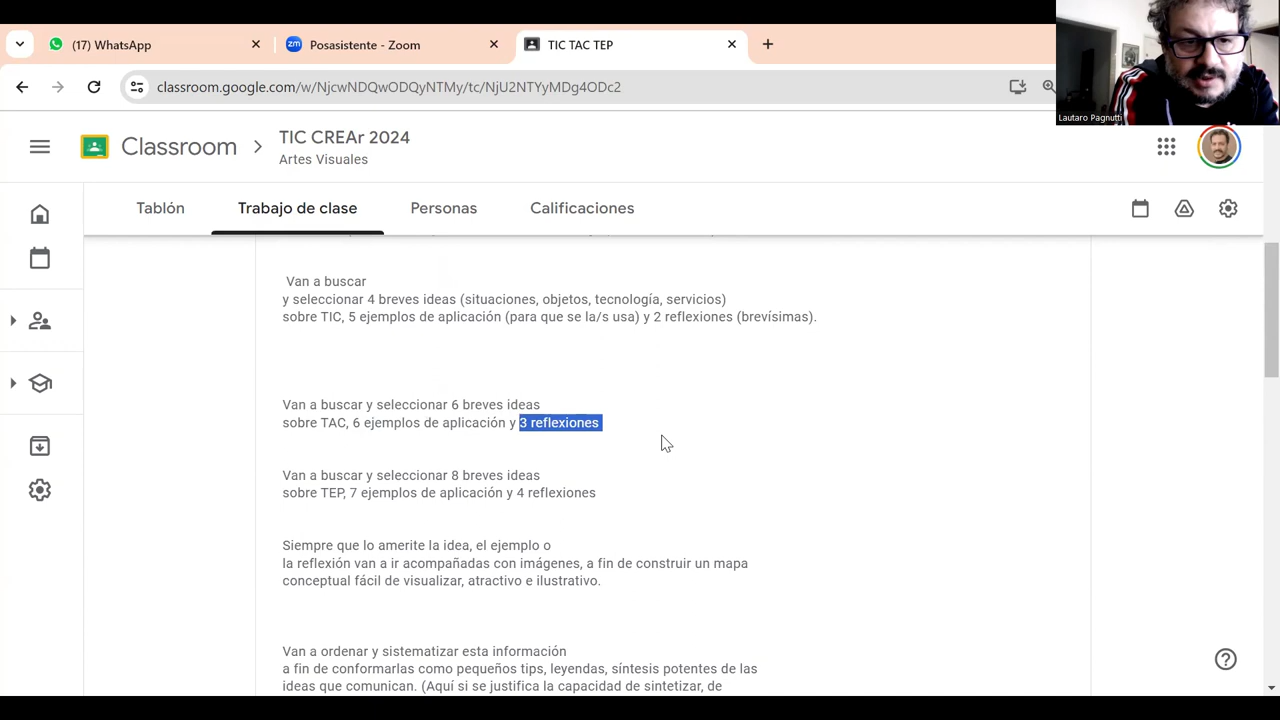 (17) WhatsApp
zm
Posasistente - Zoom
TIC TAC TEP
classroom.google.com/w/NjcwNDQwODQyNTMy/tc/NjU2NTYyMDg4ODc2
Lautaro Pagnutti
Classroom
TIC CREAr 2024
Artes Visuales
Tablón
Trabajo de clase
Personas
Calificaciones
Van a buscar
y seleccionar 4 breves ideas (situaciones, objetos, tecnología, servicios)
sobre TIC, 5 ejemplos de aplicación (para que se la/s usa) y 2 reflexiones (brevísimas).
Van a buscar y seleccionar 6 breves ideas
sobre TAC, 6 ejemplos de aplicación y 3 reflexiones
Van a buscar y seleccionar 8 breves ideas
sobre TEP, 7 ejemplos de aplicación y 4 reflexiones
Siempre que lo amerite la idea, el ejemplo o
la reflexión van a ir acompañadas con imágenes, a fin de construir un mapa
conceptual fácil de visualizar, atractivo e ilustrativo.
Van a ordenar y sistematizar esta información
a fin de conformarlas como pequeños tips, leyendas, síntesis potentes de las
ideas que comunican. (Aquí si se justifica la capacidad de sintetizar, de